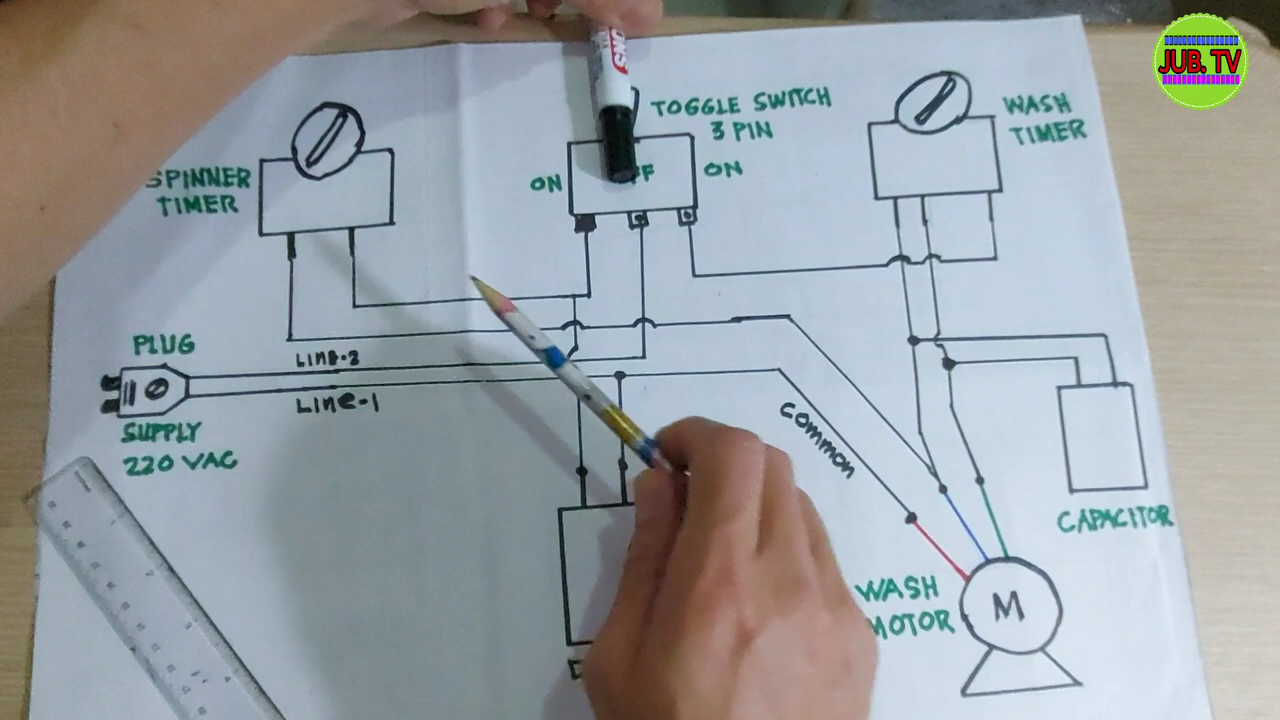 JUB. TV
TOGGLE SWITCH
3 PIN
WASH
TIMER
SPINNER
TIMER
ON
ON
PLUG
Line-2
Line-1
SUPPLY
220 VAC
Common
CAPACITOR
WASH
MOTOR
M